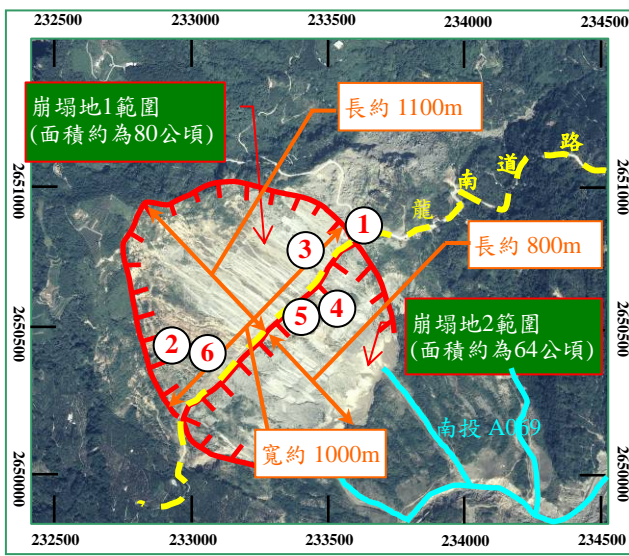 232500
233000
233500
234000
234500
崩塌地1範圍
(面積約為80公頃)
長約 1100m
路
道
南
龍
2651000
2651000
1
3
長約 800m
5
4
崩塌地2範圍
(面積約為64公頃)
2650500
2650500
2
6
南投 A069
寬約 1000m
2650000
2650000
232500
233000
233500
234000
234500